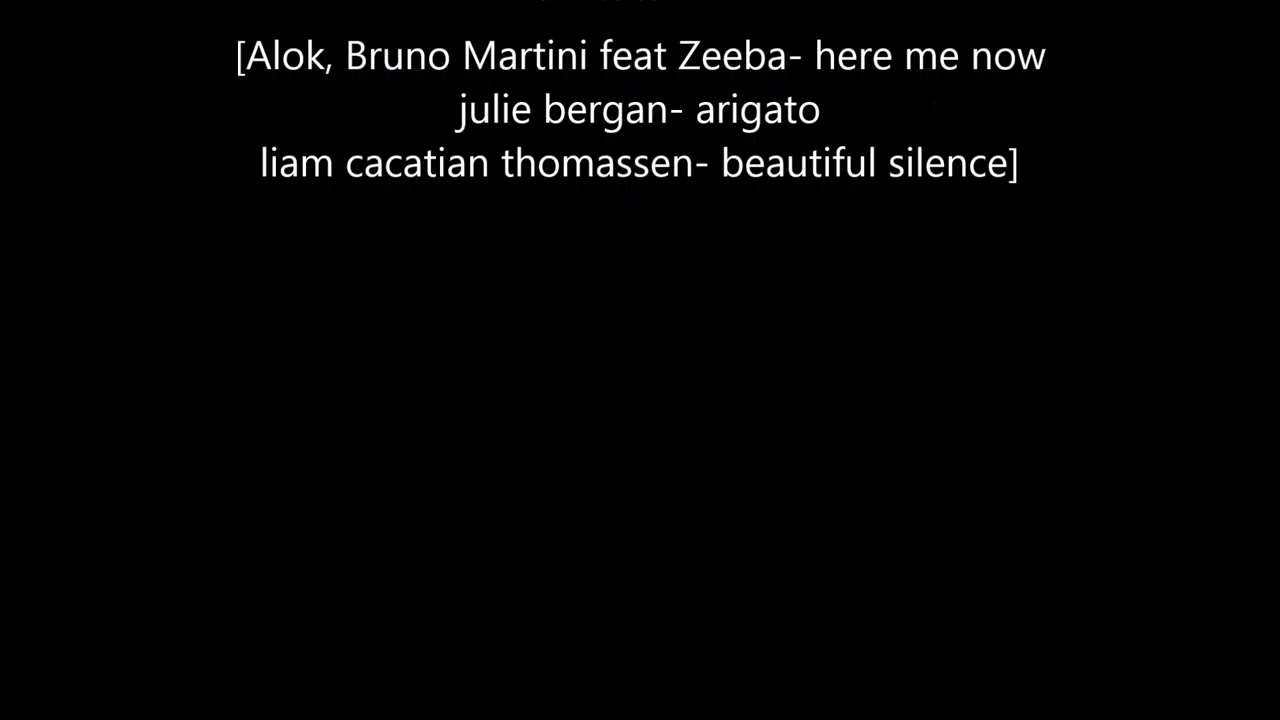 [Alok, Bruno Martini feat Zeeba- here me now
julie bergan- arigato
liam cacatian thomassen- beautiful silence]